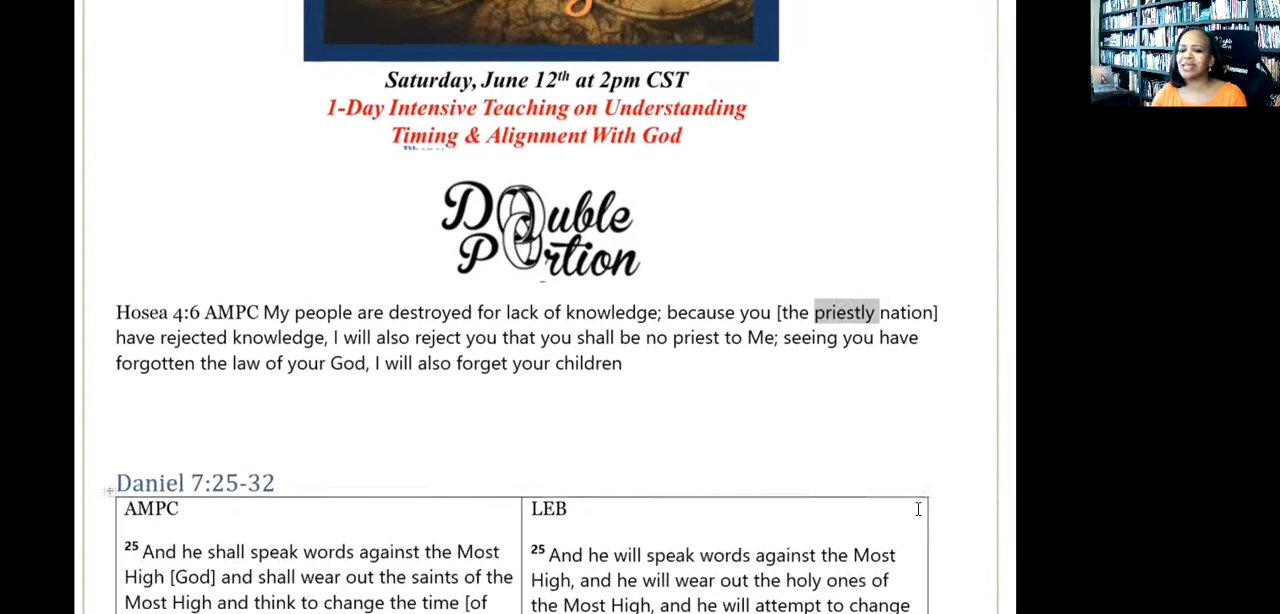 Saturday, June 12th at 2pm CST
1-Day Intensive Teaching on Understanding
Timing & Alignment With God
Double
Portion
Hosea 4:6 AMPC My people are destroyed for lack of knowledge; because you [the priestly nation]
have rejected knowledge, I will also reject you that you shall be no priest to Me; seeing you have
forgotten the law of your God, I will also forget your children
Daniel 7:25-32
AMPC
25 And he shall speak words against the Most
High [God] and shall wear out the saints of the
Most High and think to change the time [of
LEB
25 And he will speak words against the Most
High, and he will wear out the holy ones of
the Most High, and he will attempt to change